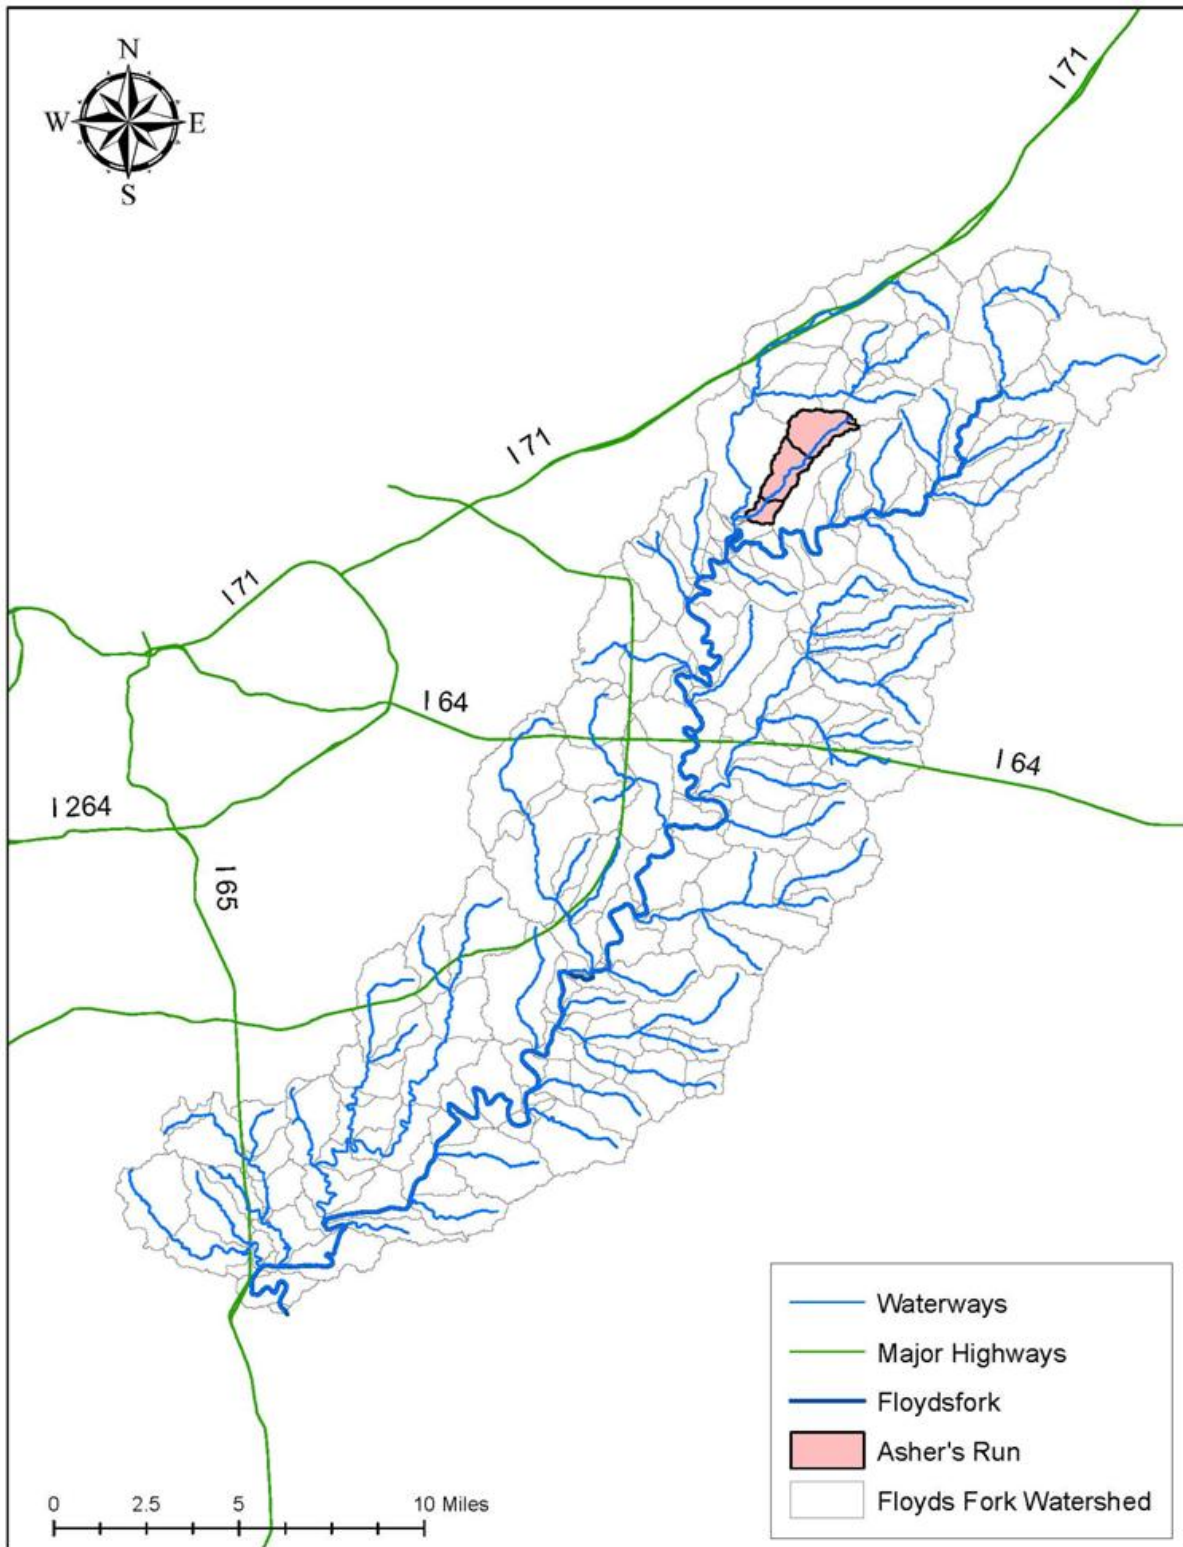 N
W E
S
I 71
I 71
I 71
I 64
I 64
I 264
I 65
Waterways
Major Highways
Floydsfork
Asher's Run
Floyds Fork Watershed
0 2.5 5 10 Miles